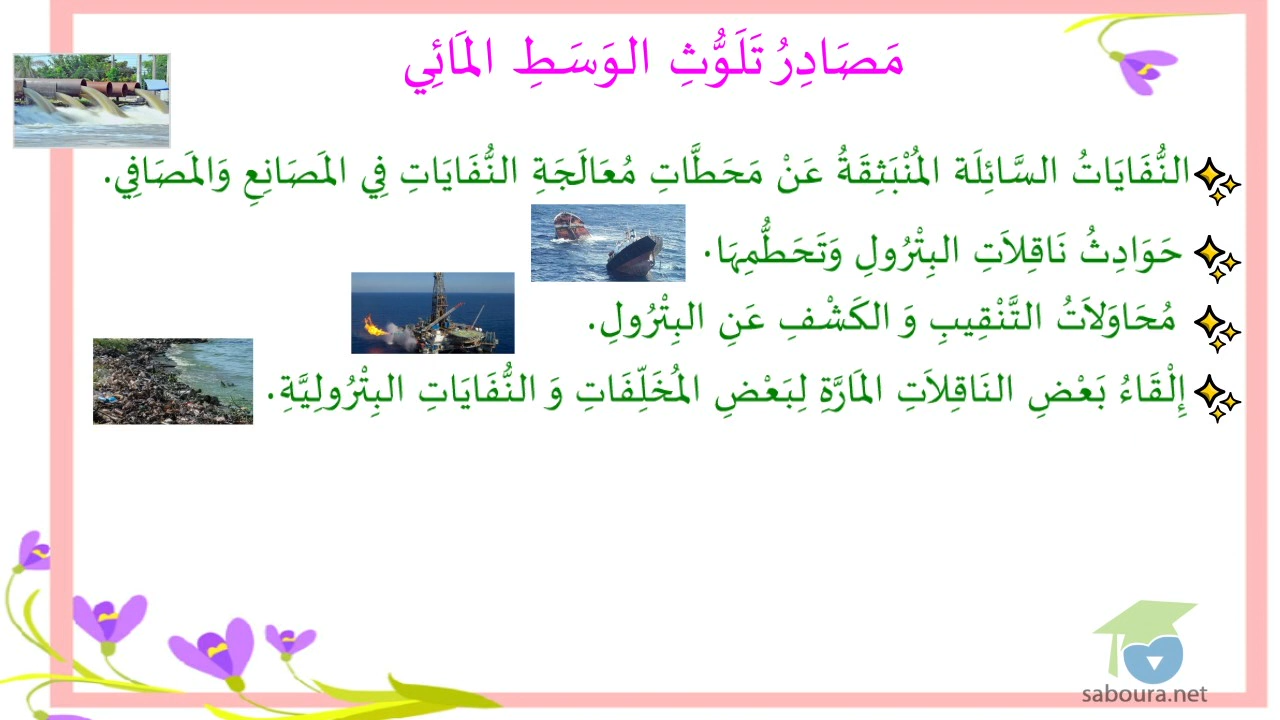 مَصَادِرُ تَلَوُّثِ الوَسَطِ المَائِي
النُّفَايَاتُ السَّائِلَة المُنْبَثِقَةُ عَنْ مَحَطَّاتِ مُعَالَجَةِ النُّفَايَاتِ فِي المَصَانِعِ وَالمَصَافِي.
حَوَادِثُ نَاقِلاَتِ البِتْرُولِ وَتَحَطُّمِهَا.
مُحَاوَلاَتُ التَّنْقِيبِ وَ الكَشْفِ عَنِ البِتْرُولِ.
إِلْقَاءُ بَعْضِ النَاقِلاَتِ المَارَّةِ لِبَعْضِ المُخَلِّفَاتِ وَ النُّفَايَاتِ البِتْرُولِيَّةِ.
saboura.net